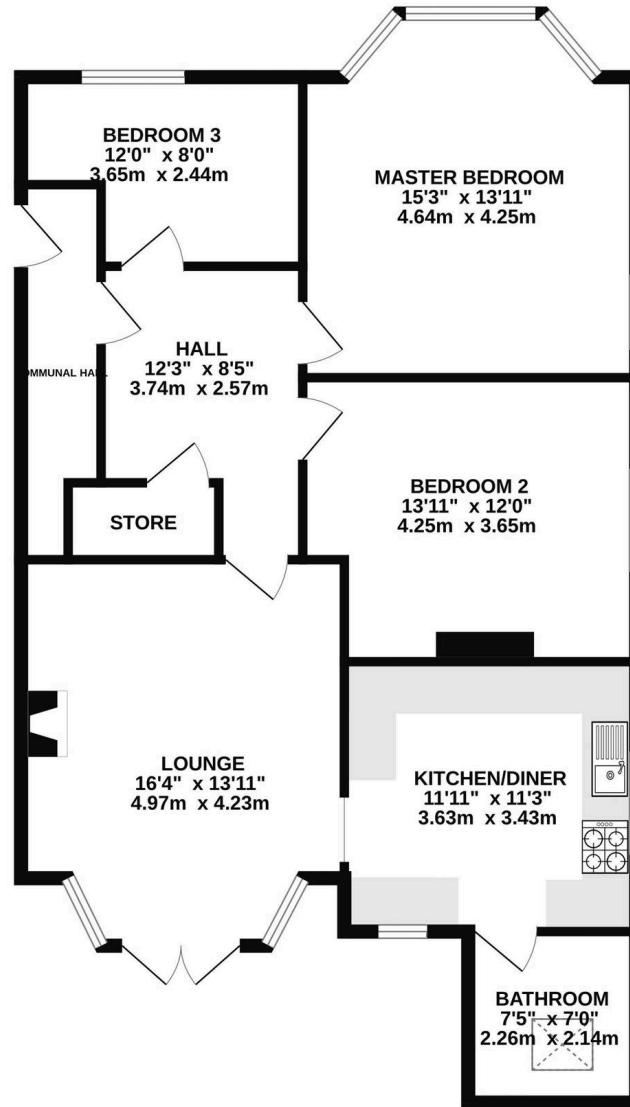 BEDROOM 3
12'0" x 8'0"
3.65m x 2.44m
MASTER BEDROOM
15'3" x 13'11"
4.64m x 4.25m
HALL
12'3" x 8'5"
3.74m x 2.57m
OMMUNAL HA
BEDROOM 2
13'11" x 12'0"
4.25m x 3.65m
STORE
LOUNGE
16'4" x 13'11"
4.97m x 4.23m
KITCHEN/DINER
11'11" x 11'3"
3.63m x 3.43m
BATHROOM
7'5" x 7'0"
2.26m x 2.14m